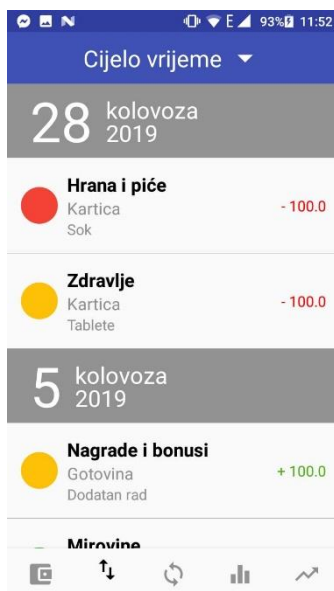 E 93% 11:52
Cijelo vrijeme
28 kolovoza
2019
Hrana i piće
Kartica
- 100.0
Sok
Zdravlje
Kartica
- 100.0
Tablete
5 kolovoza
2019
Nagrade i bonusi
Gotovina
+ 100.0
Dodatan rad
Mirovine